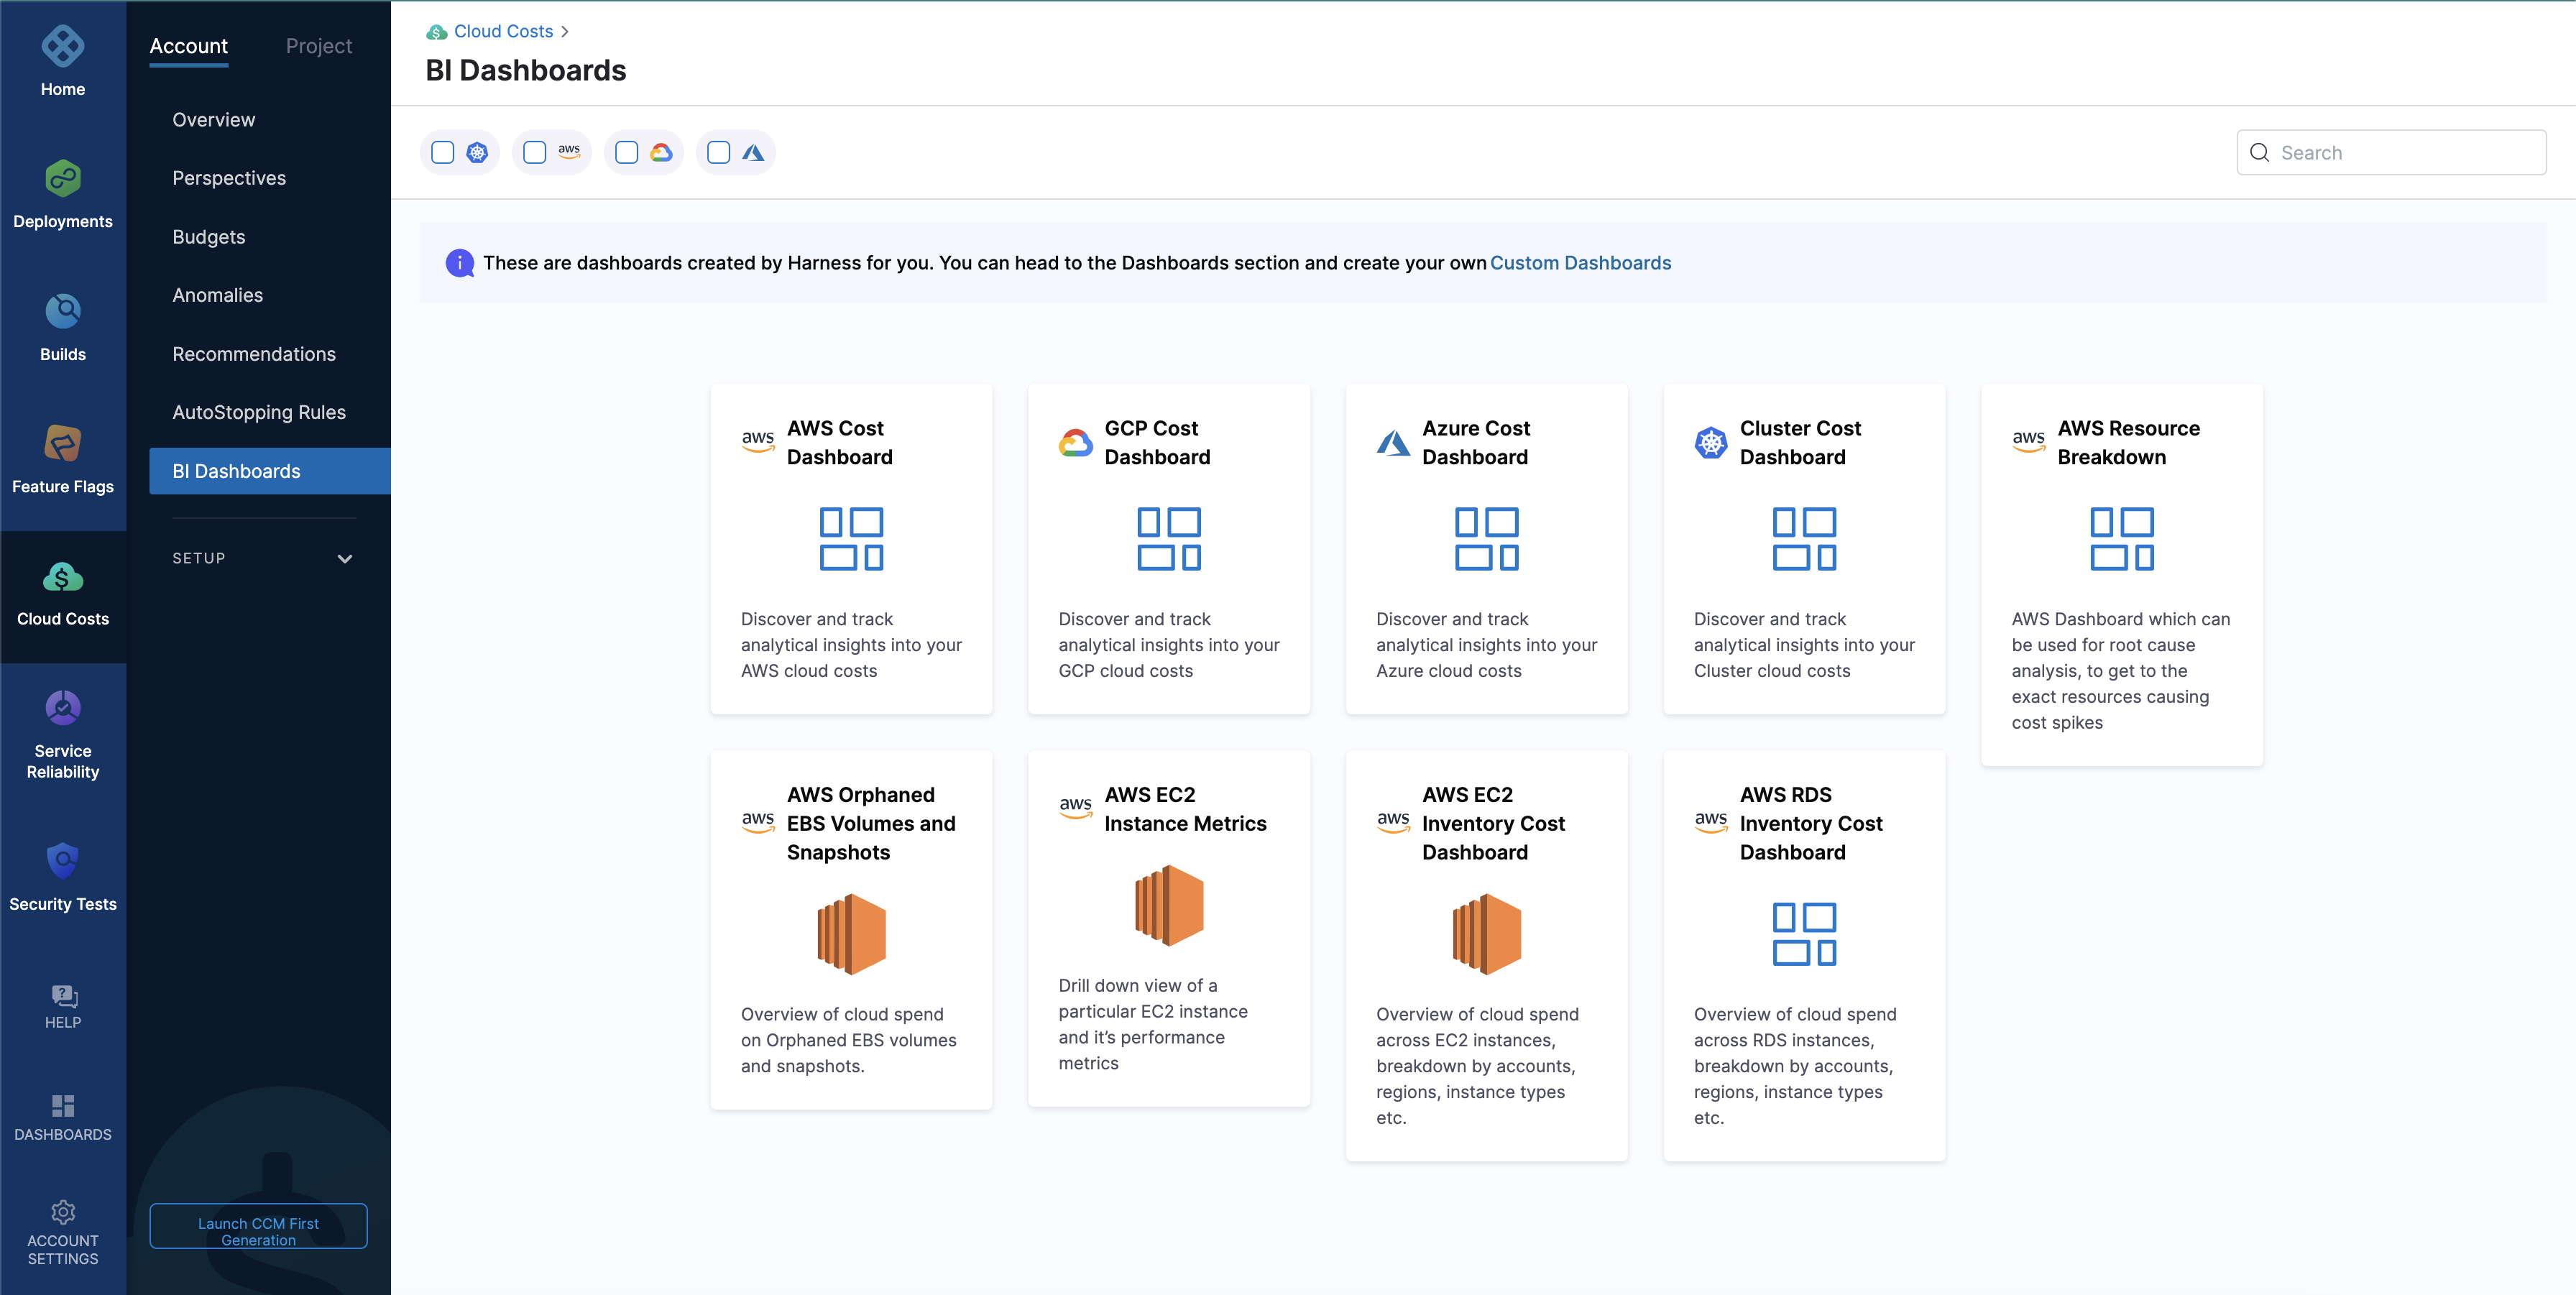 Home
Deployments
Builds
Feature Flags
Cloud Costs
Service
Reliability
Security Tests
HELP
DASHBOARDS
ACCOUNT
SETTINGS
Account
Project
Overview
Perspectives
Budgets
Anomalies
Recommendations
AutoStopping Rules
BI Dashboards
SETUP
Launch CCM First
Generation
Cloud Costs
BI Dashboards
aws
Search
These are dashboards created by Harness for you. You can head to the Dashboards section and create your own Custom Dashboards
aws
AWS Cost
Dashboard
Discover and track
analytical insights into your
AWS cloud costs
GCP Cost
Dashboard
Discover and track
analytical insights into your
GCP cloud costs
Azure Cost
Dashboard
Discover and track
analytical insights into your
Azure cloud costs
Cluster Cost
Dashboard
Discover and track
analytical insights into your
Cluster cloud costs
aws
AWS Resource
Breakdown
AWS Dashboard which can
be used for root cause
analysis, to get to the
exact resources causing
cost spikes
aws
AWS Orphaned
EBS Volumes and
Snapshots
Overview of cloud spend
on Orphaned EBS volumes
and snapshots.
aws
AWS EC2
Instance Metrics
Drill down view of a
particular EC2 instance
and it's performance
metrics
aws
AWS EC2
Inventory Cost
Dashboard
Overview of cloud spend
across EC2 instances,
breakdown by accounts,
regions, instance types
etc.
aws
AWS RDS
Inventory Cost
Dashboard
Overview of cloud spend
across RDS instances,
breakdown by accounts,
regions, instance types
etc.